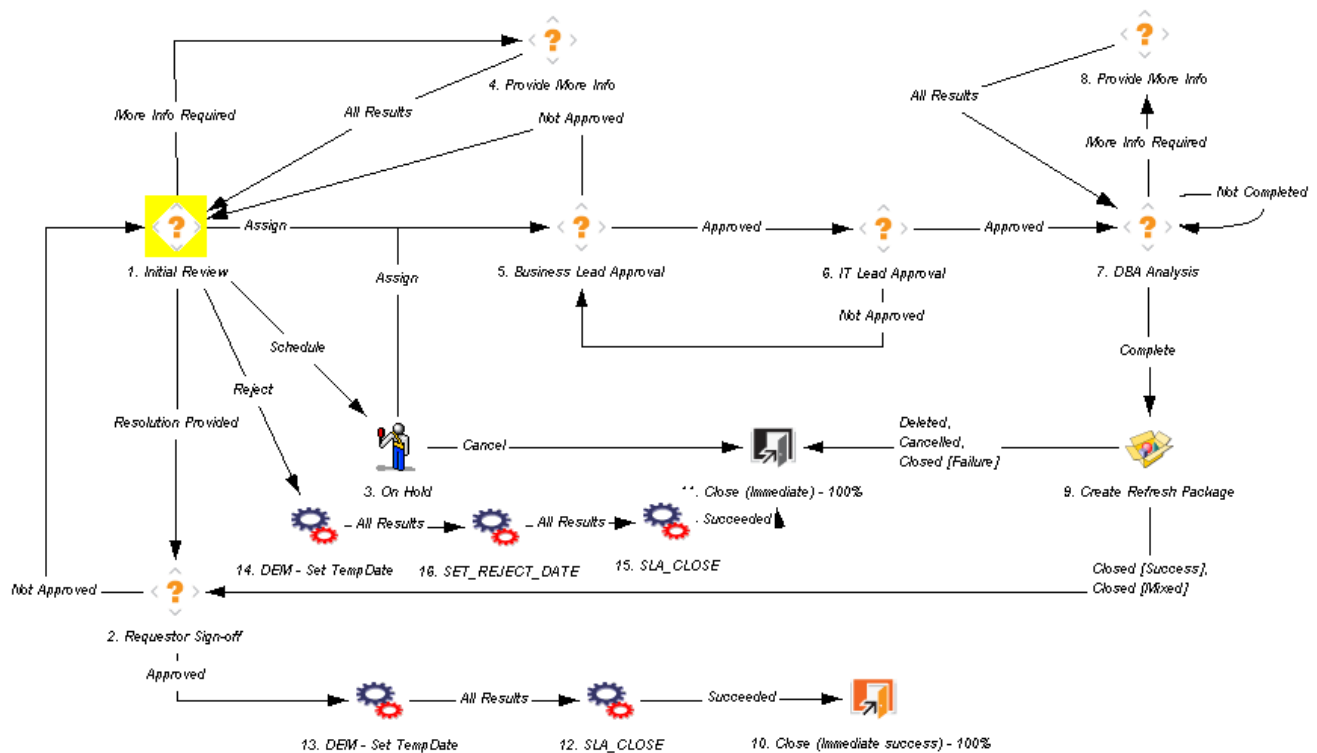 4. Provide More Info
8. Provide More Info
More Info Required
All Results
Not Approved
All Results
More Info Required
Not Completed
Assign
Approved
Approved
1. Initial Review
5. Business Lead Approval
6. IT Lead Approval
7. DBA Analysis
Assign
Not Approved
Schedule
Complete
Reject
Resolution Provided
Cancel
Deleted,
Cancelled,
Closed [Failure]
3. On Hold
11. Close (Immediate) - 100%
9. Create Refresh Package
All Results
All Results
Succeeded
14. DEM - Set TempDate
16. SET_REJECT_DATE
15. SLA_CLOSE
Closed [Success],
Closed [Mixed]
Not Approved
2. Requestor Sign-off
Approved
All Results
Succeeded
13. DEM - Set TempDate
12. SLA_CLOSE
10. Close (Immediate success) - 100%